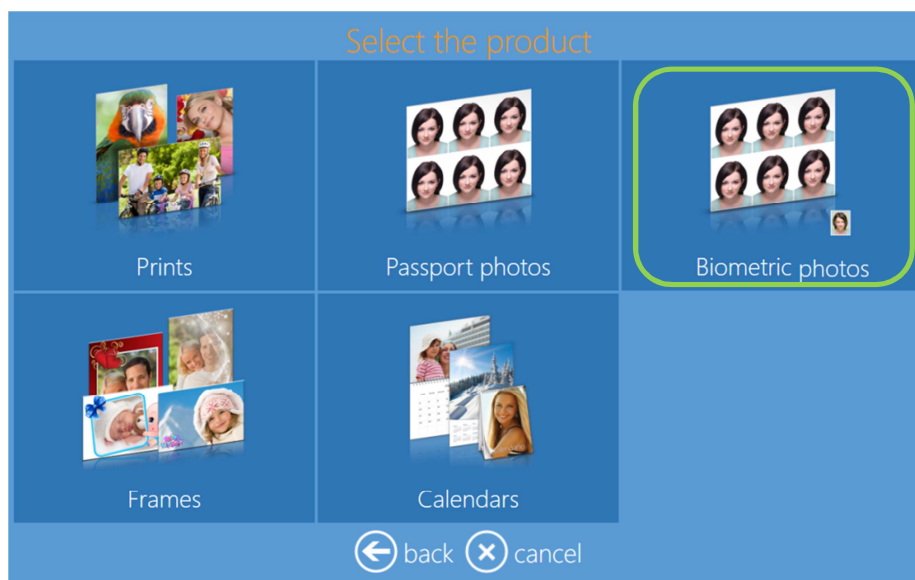 Select the product
Prints
Passport photos
Biometric photos
Frames
Calendars
back
cancel